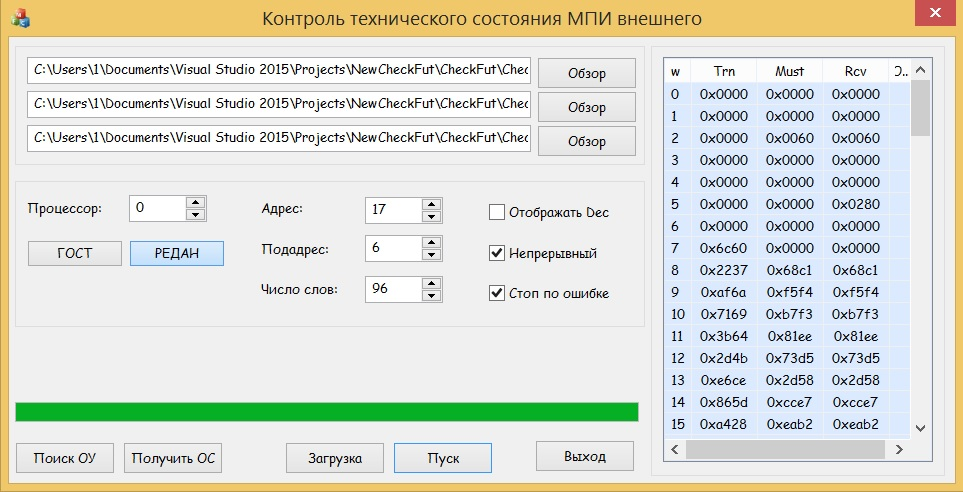 Контроль технического состояния МПИ внешнего
C:\Users\1\Documents\Visual Studio 2015\Projects\NewCheckFut\CheckFut\Chec
Обзор
C:\Users\1\Documents\Visual Studio 2015\Projects\NewCheckFut\CheckFut\Chec
Обзор
C:\Users\1\Documents\Visual Studio 2015\Projects\NewCheckFut\CheckFut\Chec
Обзор
Процессор: 0
ГОСТ РЕДАН
Адрес: 17
Подадрес: 6
Число слов: 96
Отображать Dec
Непрерывный
Стоп по ошибке
Поиск ОУ Получить ОС Загрузка Пуск Выход
w Trn Must Rcv
0 0x0000 0x0000 0x0000
1 0x0000 0x0000 0x0000
2 0x0000 0x0060 0x0060
3 0x0000 0x0000 0x0000
4 0x0000 0x0000 0x0000
5 0x0000 0x0000 0x0280
6 0x0000 0x0000 0x0000
7 0x6c60 0x0000 0x0000
8 0x2237 0x68c1 0x68c1
9 0xaf6a 0xf5f4 0xf5f4
10 0x7169 0xb7f3 0xb7f3
11 0x3b64 0x81ee 0x81ee
12 0x2d4b 0x73d5 0x73d5
13 0xe6ce 0x2d58 0x2d58
14 0x865d 0xcce7 0xcce7
15 0xa428 0xeab2 0xeab2